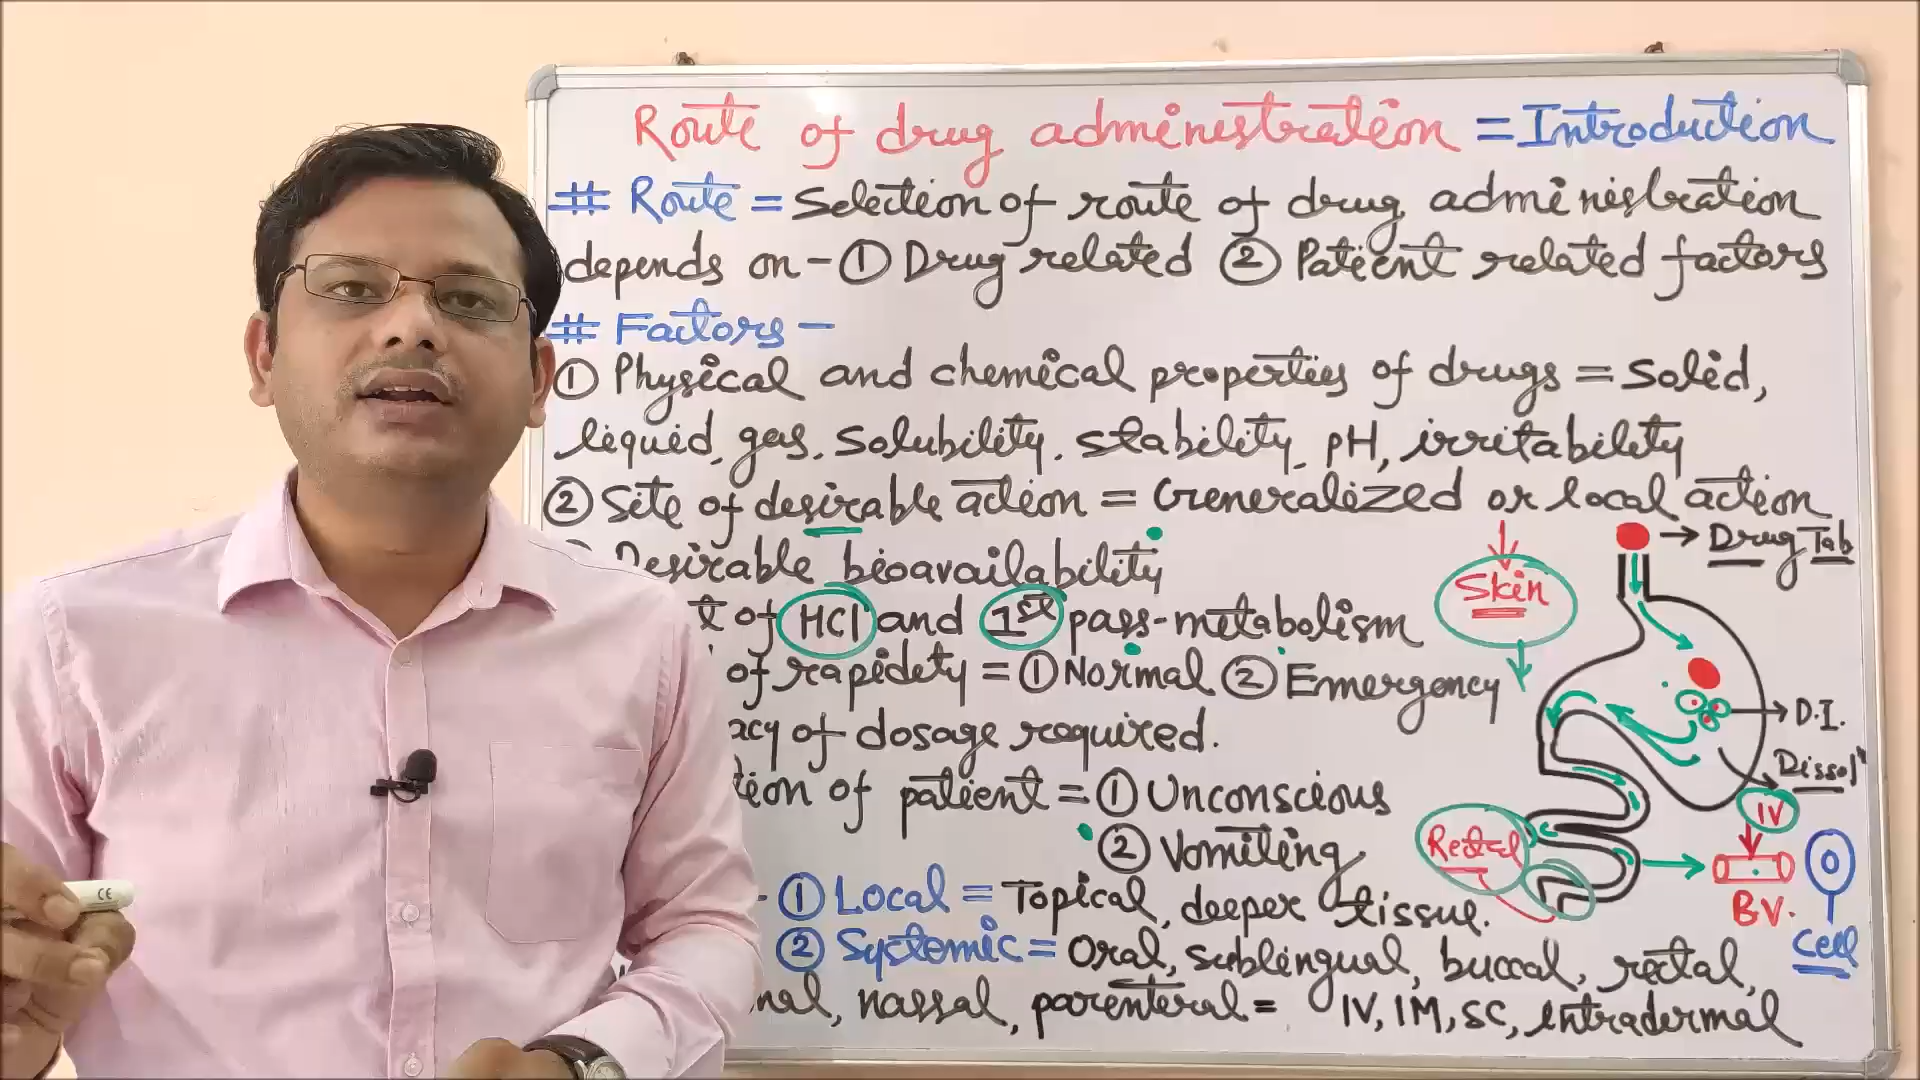 Route of drug administration = Introduction
# Route = Selection of route of drug administration
depends on - ① Drug related ② Patient related factors
# Factors -
① Physical and chemical properties of drugs = Solid,
liquid, gas, solubility, stability, pH, irritability
② Site of desirable action = Generalized or local action
Desirable bioavailability
of HCl and 1st pass-metabolism
of rapidity = ① Normal ② Emergency
of dosage required.
of patient = ① Unconscious
② Vomiting
- ① Local = Topical, deeper tissue.
② Systemic = Oral, sublingual, buccal, rectal,
nassal, parenteral = IV, IM, SC, intradermal
Skin
Drug Tab
D.I.
Dissolⁿ
IV
Rectal
B.V.
Cell
CE